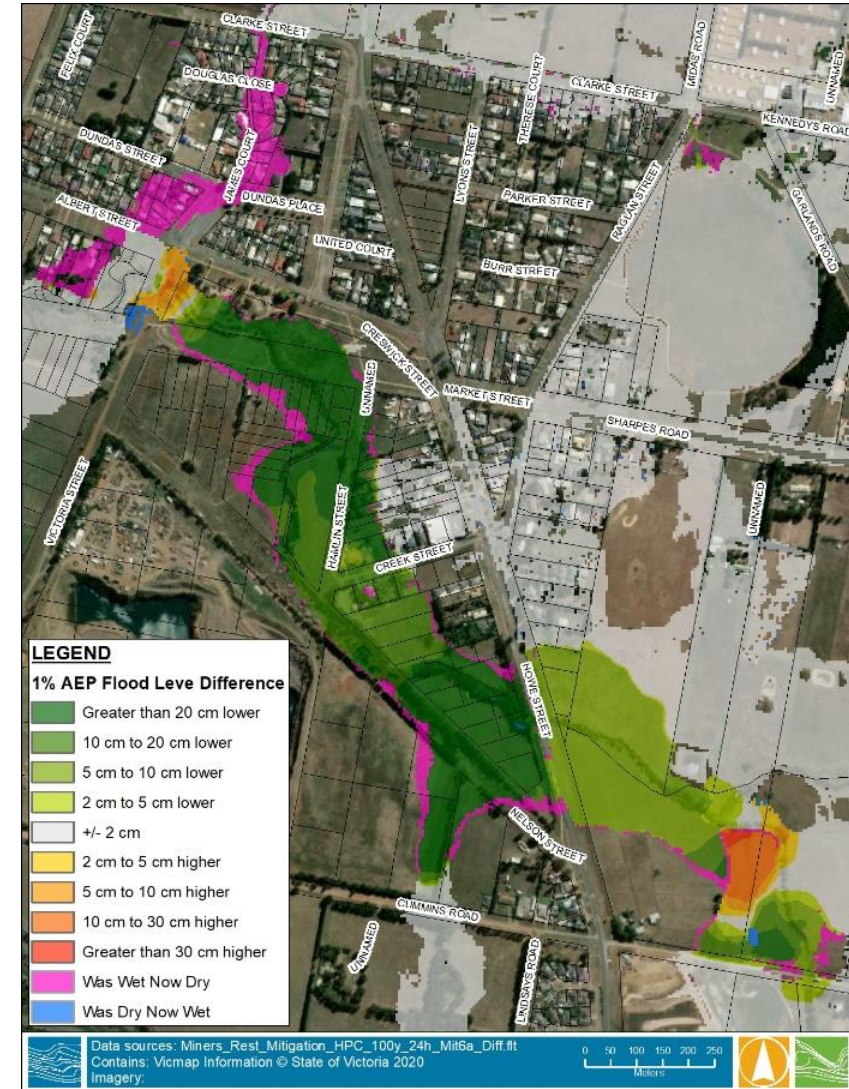 CLARKE STREET
FELIX COURT
DOUGLAS CLOSE
MIDAS ROAD
UNNAMED
THERESE COURT
CLARKE STREET
KENNEDYS ROAD
DUNDAS STREET
JAMES COURT
LYONS STREET
DUNDAS PLACE
PARKER STREET
RAGLAN STREET
GARLANDS ROAD
ALBERT STREET
UNITED COURT
BURR STREET
CRESWICK STREET
UNNAMED
MARKET STREET
SHARPES ROAD
VICTORIA STREET
HAMLIN STREET
UNNAMED
CREEK STREET
HOWE STREET
NELSON STREET
CUMMINS ROAD
UNNAMED
LINDSAYS ROAD
LEGEND
1% AEP Flood Leve Difference
Greater than 20 cm lower
10 cm to 20 cm lower
5 cm to 10 cm lower
2 cm to 5 cm lower
+/- 2 cm
2 cm to 5 cm higher
5 cm to 10 cm higher
10 cm to 30 cm higher
Greater than 30 cm higher
Was Wet Now Dry
Was Dry Now Wet
Data sources: Miners_Rest_Mitigation_HPC_100y_24h_Mit6a_Diff.flt
Contains: Vicmap Information © State of Victoria 2020
Imagery:
0 50 100 150 200 250
Meters